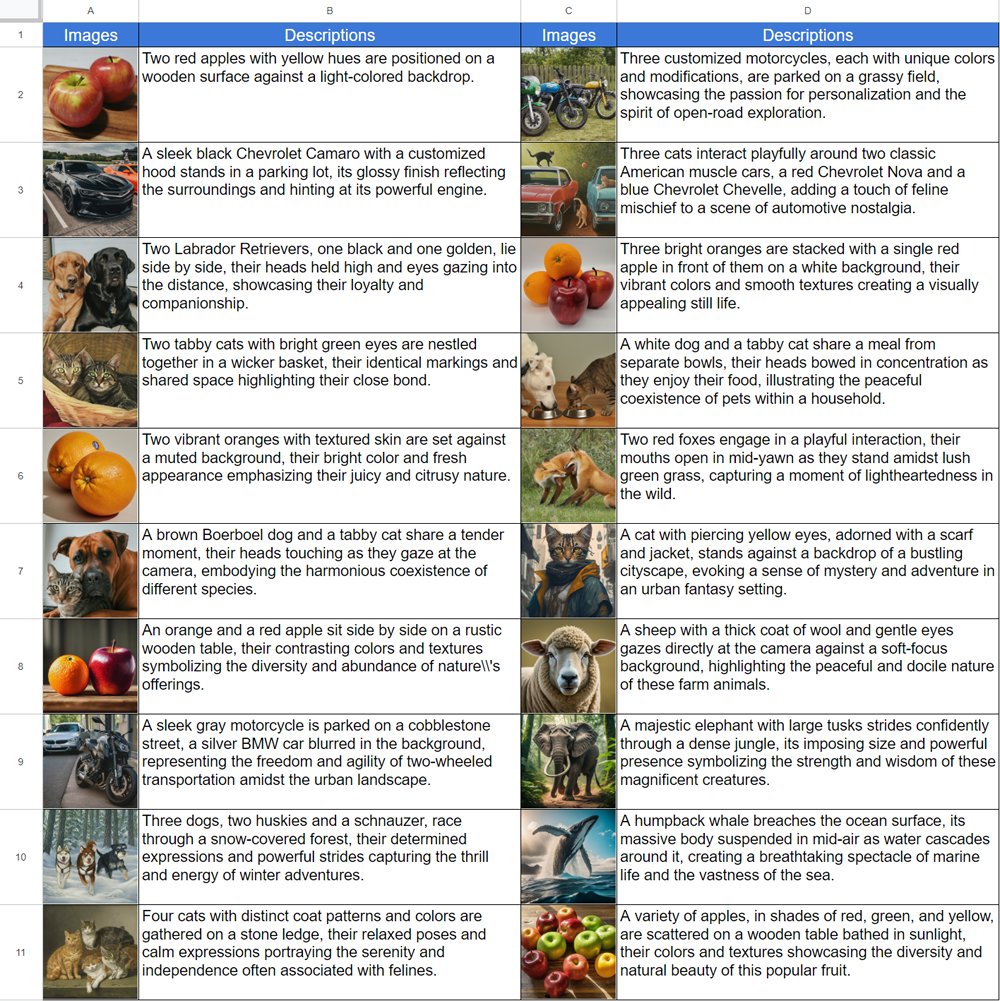 A B C D
1 Images Descriptions Images Descriptions
2
Two red apples with yellow hues are positioned on a
wooden surface against a light-colored backdrop.
Three customized motorcycles, each with unique colors
and modifications, are parked on a grassy field,
showcasing the passion for personalization and the
spirit of open-road exploration.
3
A sleek black Chevrolet Camaro with a customized
hood stands in a parking lot, its glossy finish reflecting
the surroundings and hinting at its powerful engine.
Three cats interact playfully around two classic
American muscle cars, a red Chevrolet Nova and a
blue Chevrolet Chevelle, adding a touch of feline
mischief to a scene of automotive nostalgia.
4
Two Labrador Retrievers, one black and one golden, lie
side by side, their heads held high and eyes gazing into
the distance, showcasing their loyalty and
companionship.
Three bright oranges are stacked with a single red
apple in front of them on a white background, their
vibrant colors and smooth textures creating a visually
appealing still life.
5
Two tabby cats with bright green eyes are nestled
together in a wicker basket, their identical markings and
shared space highlighting their close bond.
A white dog and a tabby cat share a meal from
separate bowls, their heads bowed in concentration as
they enjoy their food, illustrating the peaceful
coexistence of pets within a household.
6
Two vibrant oranges with textured skin are set against
a muted background, their bright color and fresh
appearance emphasizing their juicy and citrusy nature.
Two red foxes engage in a playful interaction, their
mouths open in mid-yawn as they stand amidst lush
green grass, capturing a moment of lightheartedness in
the wild.
7
A brown Boerboel dog and a tabby cat share a tender
moment, their heads touching as they gaze at the
camera, embodying the harmonious coexistence of
different species.
A cat with piercing yellow eyes, adorned with a scarf
and jacket, stands against a backdrop of a bustling
cityscape, evoking a sense of mystery and adventure in
an urban fantasy setting.
8
An orange and a red apple sit side by side on a rustic
wooden table, their contrasting colors and textures
symbolizing the diversity and abundance of nature\\'s
offerings.
A sheep with a thick coat of wool and gentle eyes
gazes directly at the camera against a soft-focus
background, highlighting the peaceful and docile nature
of these farm animals.
9
A sleek gray motorcycle is parked on a cobblestone
street, a silver BMW car blurred in the background,
representing the freedom and agility of two-wheeled
transportation amidst the urban landscape.
A majestic elephant with large tusks strides confidently
through a dense jungle, its imposing size and powerful
presence symbolizing the strength and wisdom of these
magnificent creatures.
10
Three dogs, two huskies and a schnauzer, race
through a snow-covered forest, their determined
expressions and powerful strides capturing the thrill
and energy of winter adventures.
A humpback whale breaches the ocean surface, its
massive body suspended in mid-air as water cascades
around it, creating a breathtaking spectacle of marine
life and the vastness of the sea.
11
Four cats with distinct coat patterns and colors are
gathered on a stone ledge, their relaxed poses and
calm expressions portraying the serenity and
independence often associated with felines.
A variety of apples, in shades of red, green, and yellow,
are scattered on a wooden table bathed in sunlight,
their colors and textures showcasing the diversity and
natural beauty of this popular fruit.